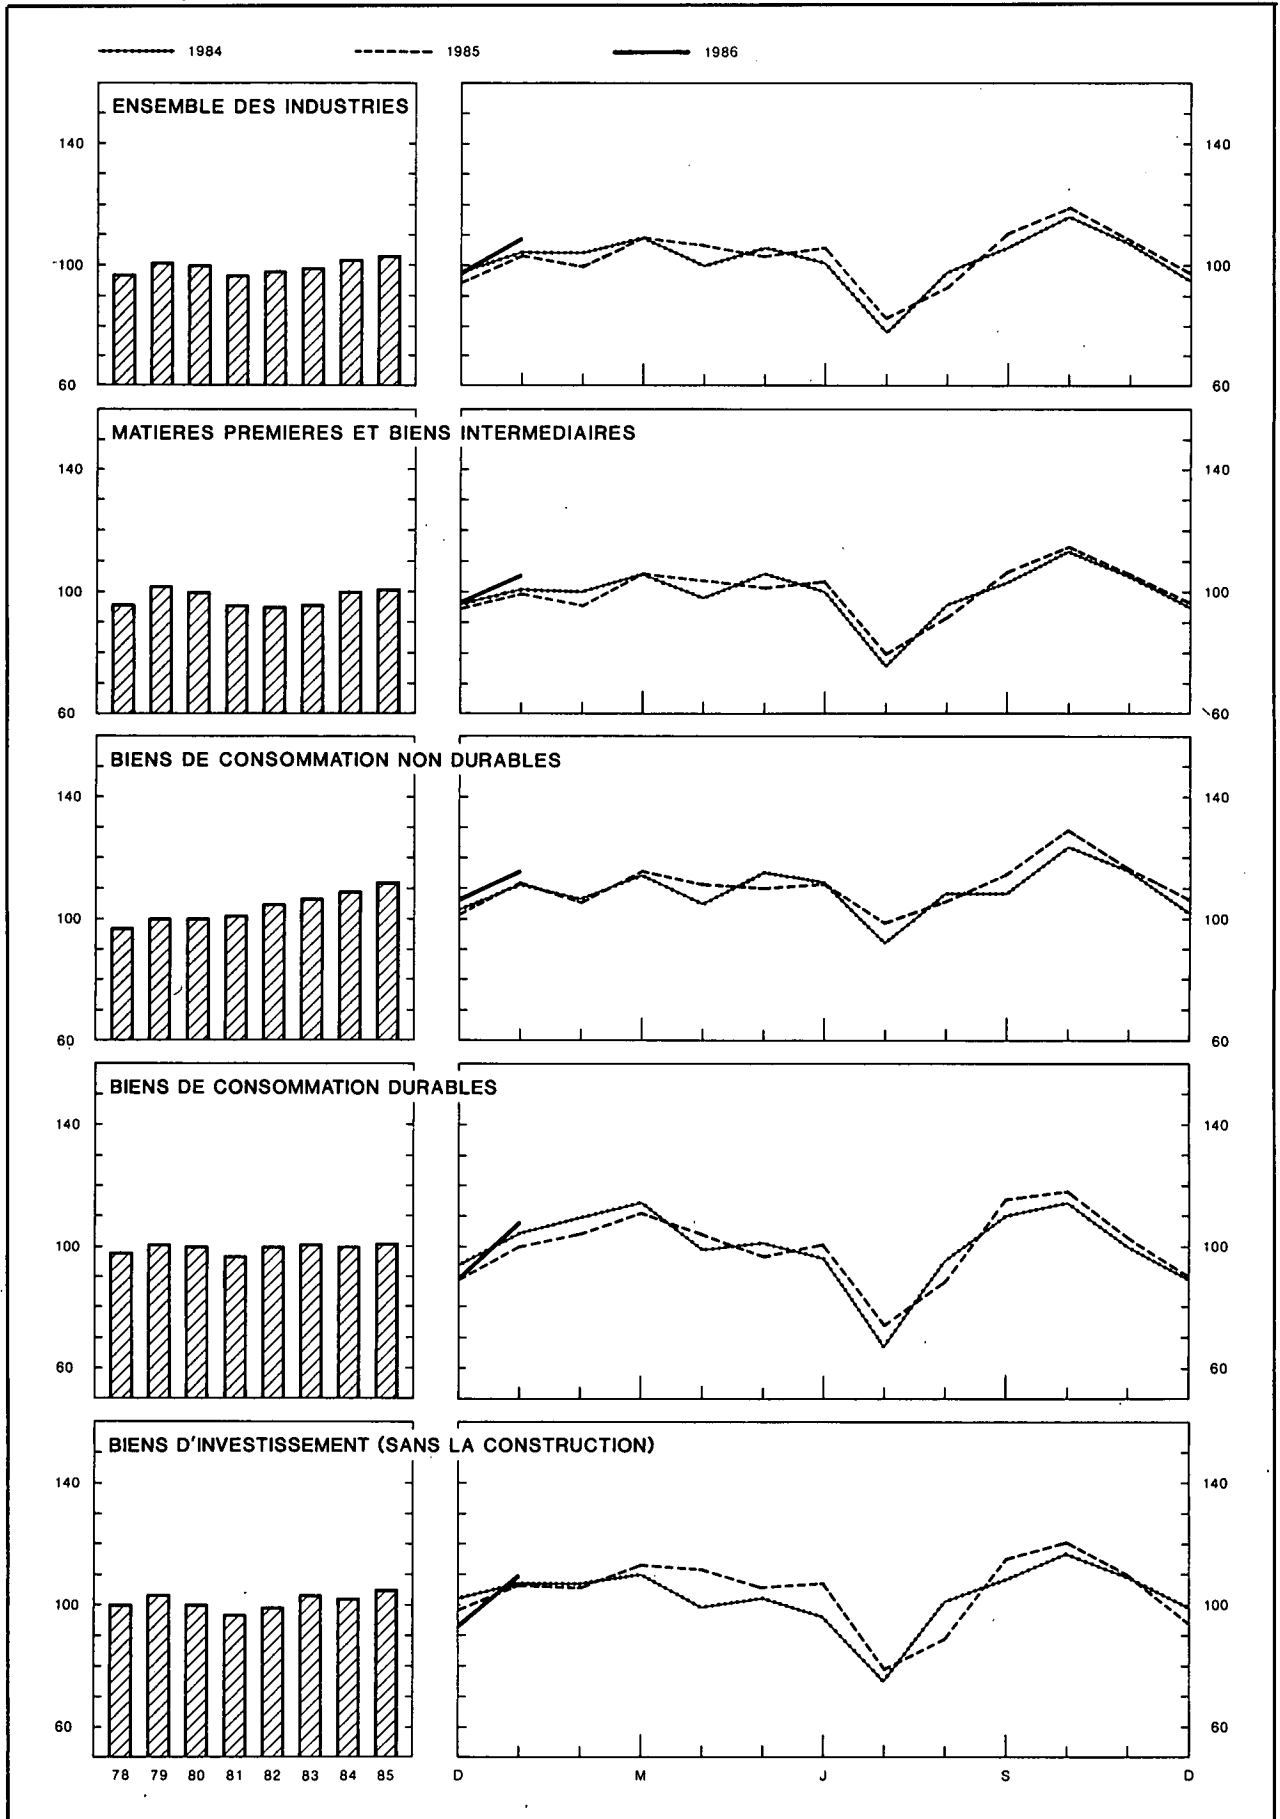 1984 1985 1986
ENSEMBLE DES INDUSTRIES
140 140
100 100
60 60
MATIERES PREMIERES ET BIENS INTERMEDIAIRES
140 140
100 100
60 60
BIENS DE CONSOMMATION NON DURABLES
140 140
100 100
60 60
BIENS DE CONSOMMATION DURABLES
140 140
100 100
60 60
BIENS D'INVESTISSEMENT (SANS LA CONSTRUCTION)
140 140
100 100
60 60
78 79 80 81 82 83 84 85 D M J S D